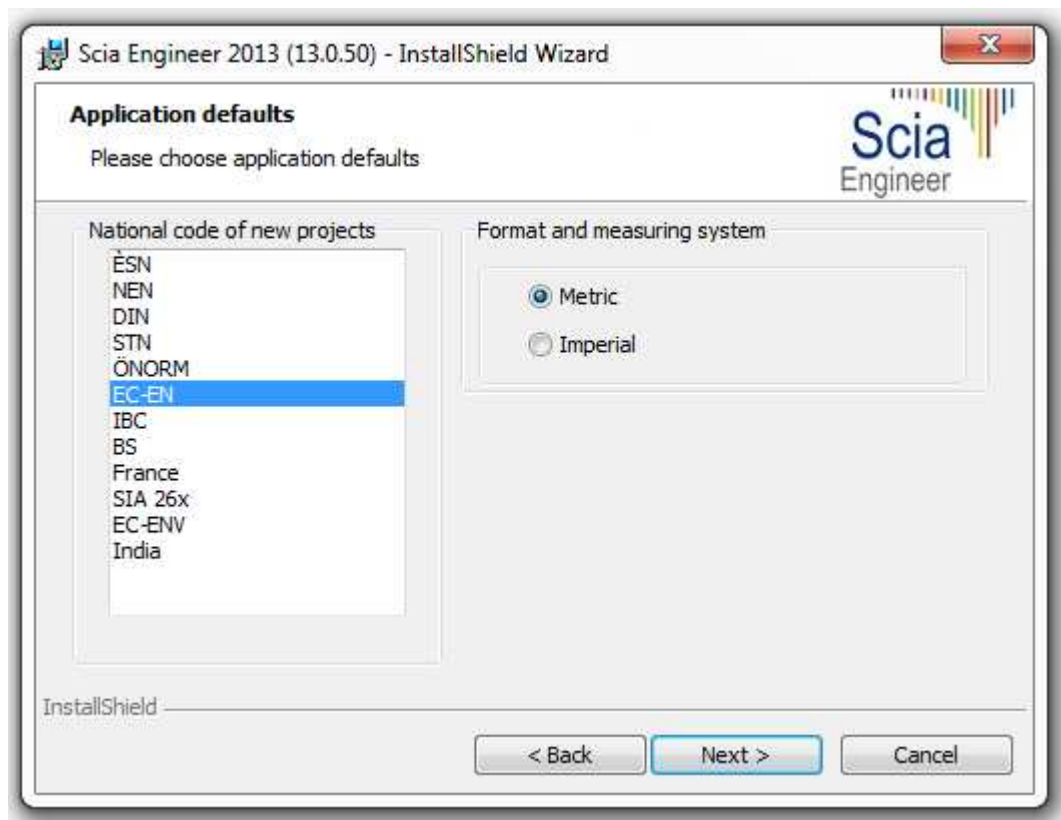 Scia Engineer 2013 (13.0.50) - InstallShield Wizard
Application defaults
Please choose application defaults
Scia
Engineer
National code of new projects
ÈSN
NEN
DIN
STN
ÖNORM
EC-EN
IBC
BS
France
SIA 26x
EC-ENV
India
Format and measuring system
Metric
Imperial
InstallShield
< Back
Next >
Cancel